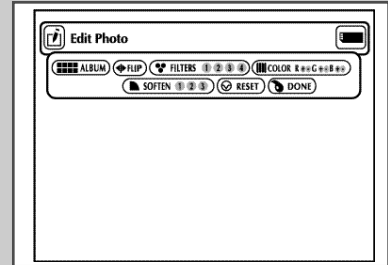 Edit Photo
ALBUM FLIP FILTERS 1 2 3 4 COLOR R G B
SOFTEN 1 2 3 RESET DONE